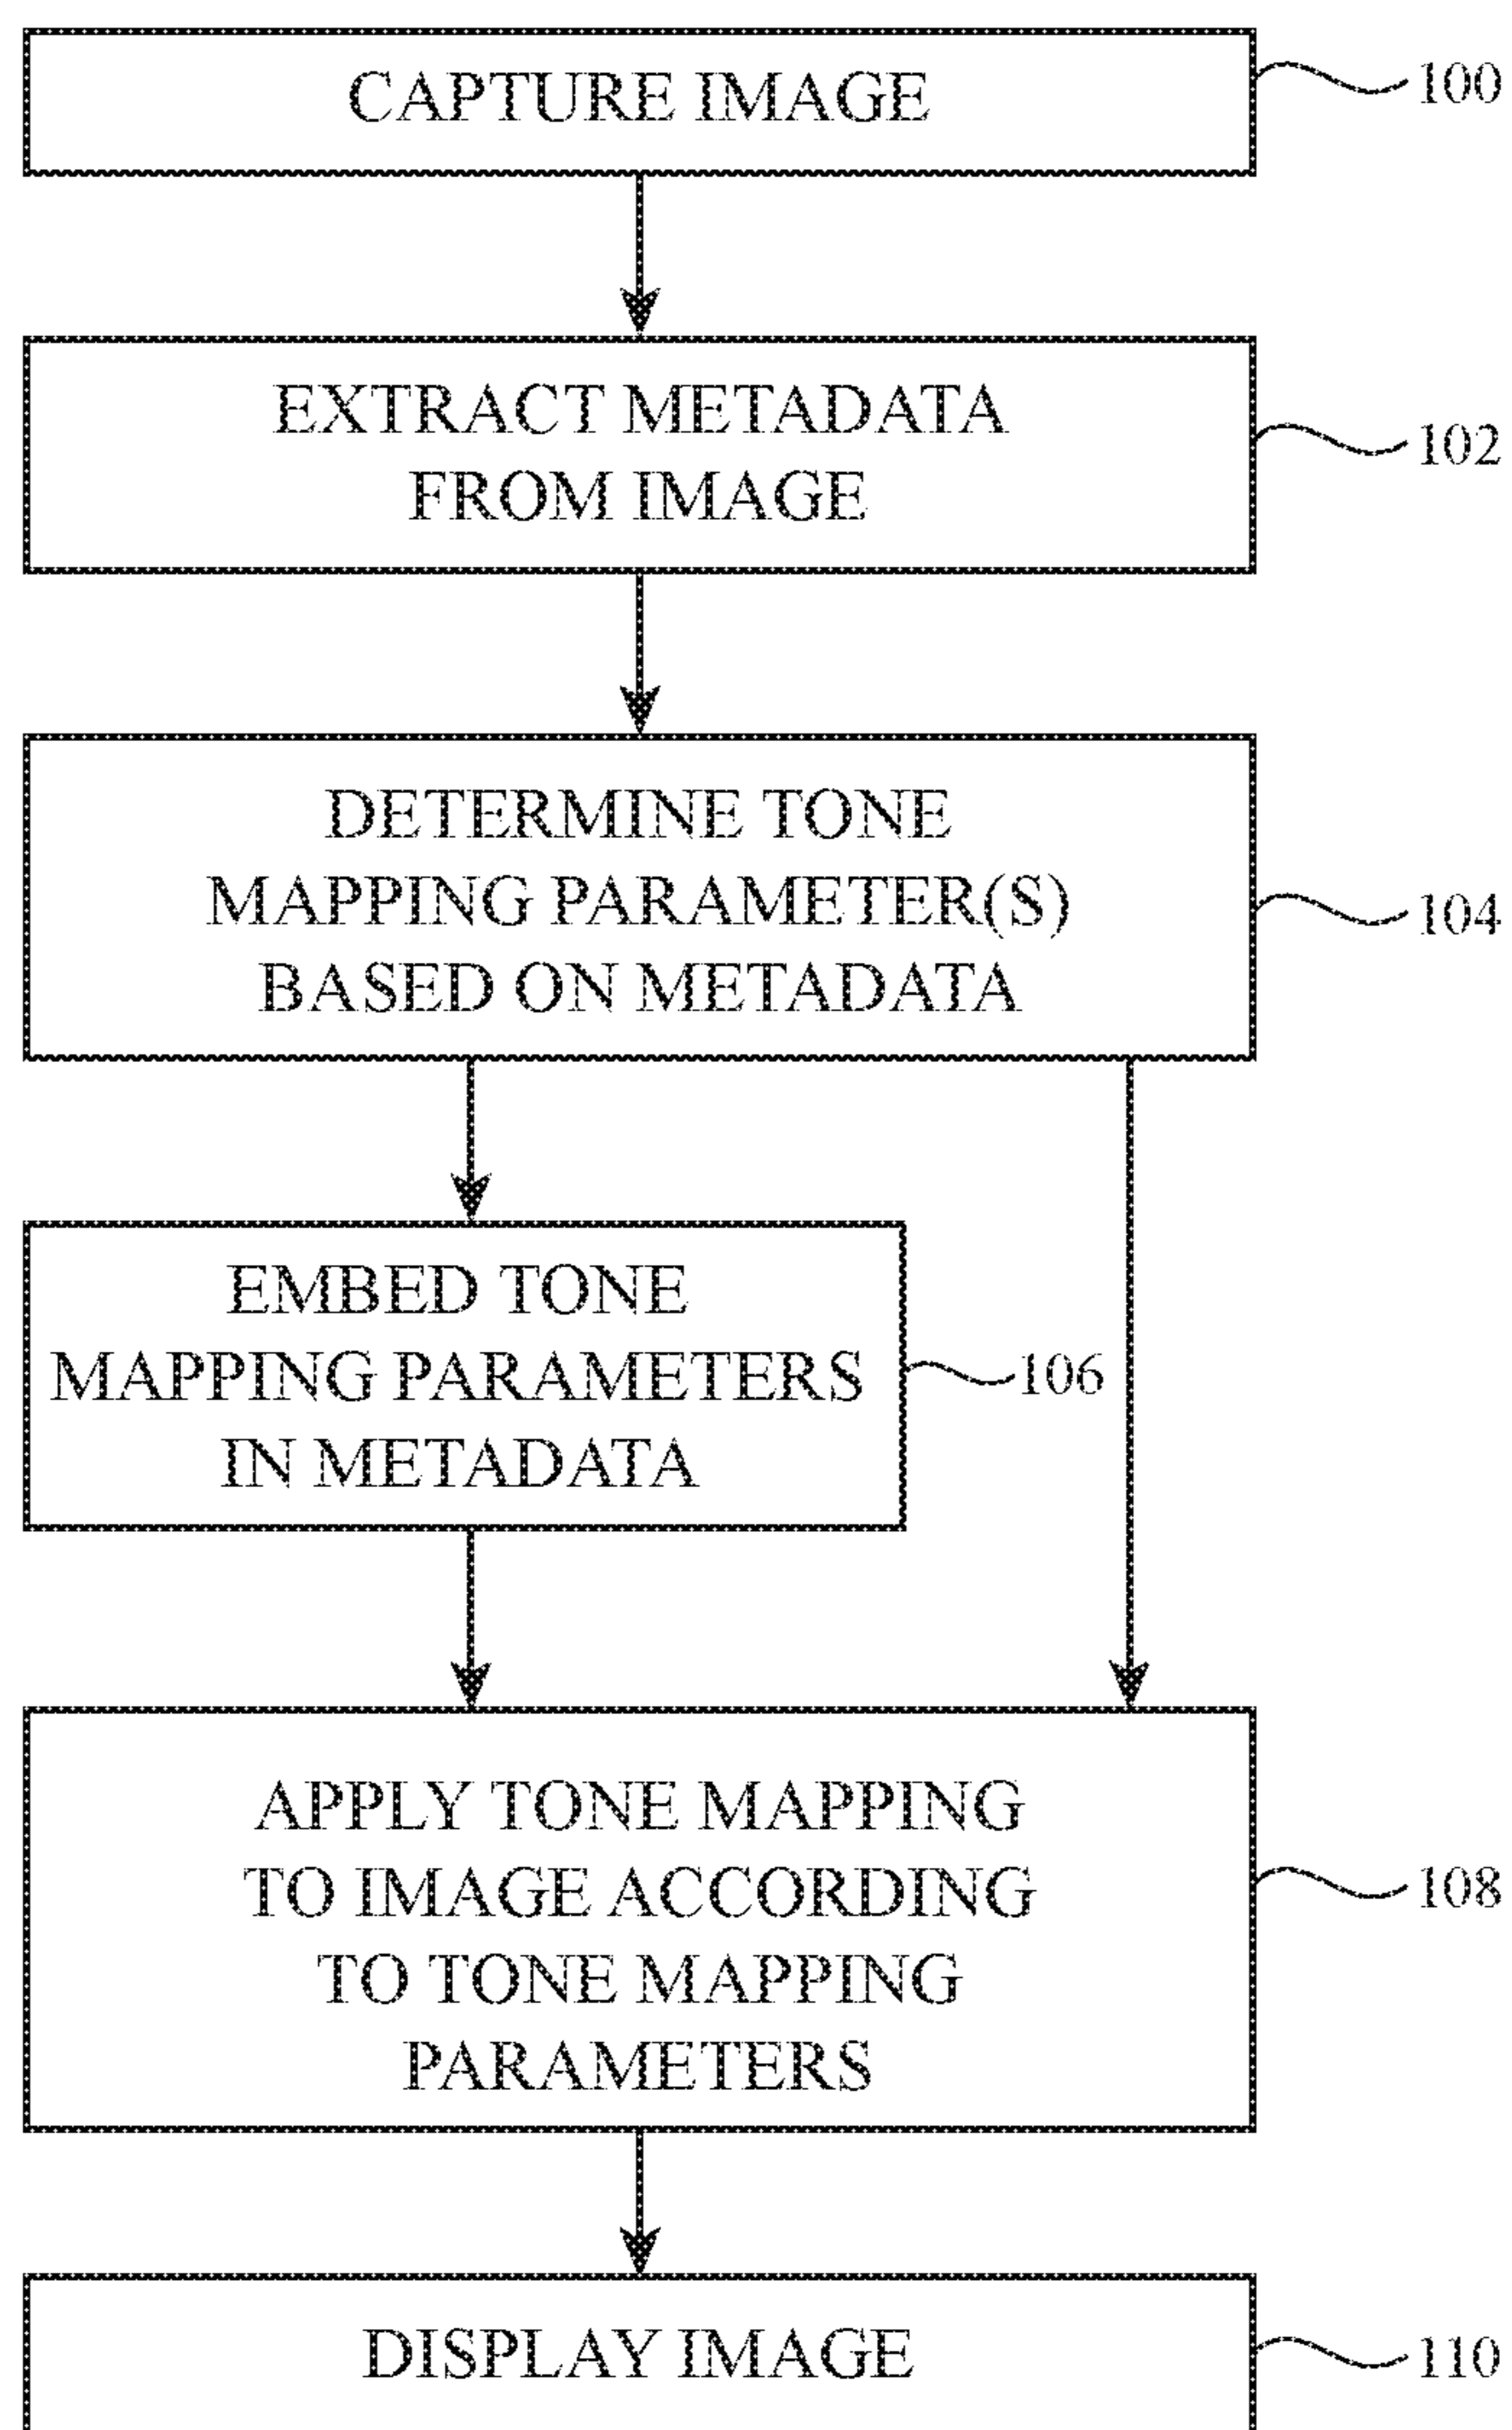 CAPTURE IMAGE
100
EXTRACT METADATA
FROM IMAGE
102
DETERMINE TONE
MAPPING PARAMETER(S)
BASED ON METADATA
104
EMBED TONE
MAPPING PARAMETERS
IN METADATA
106
APPLY TONE MAPPING
TO IMAGE ACCORDING
TO TONE MAPPING
PARAMETERS
108
DISPLAY IMAGE
110